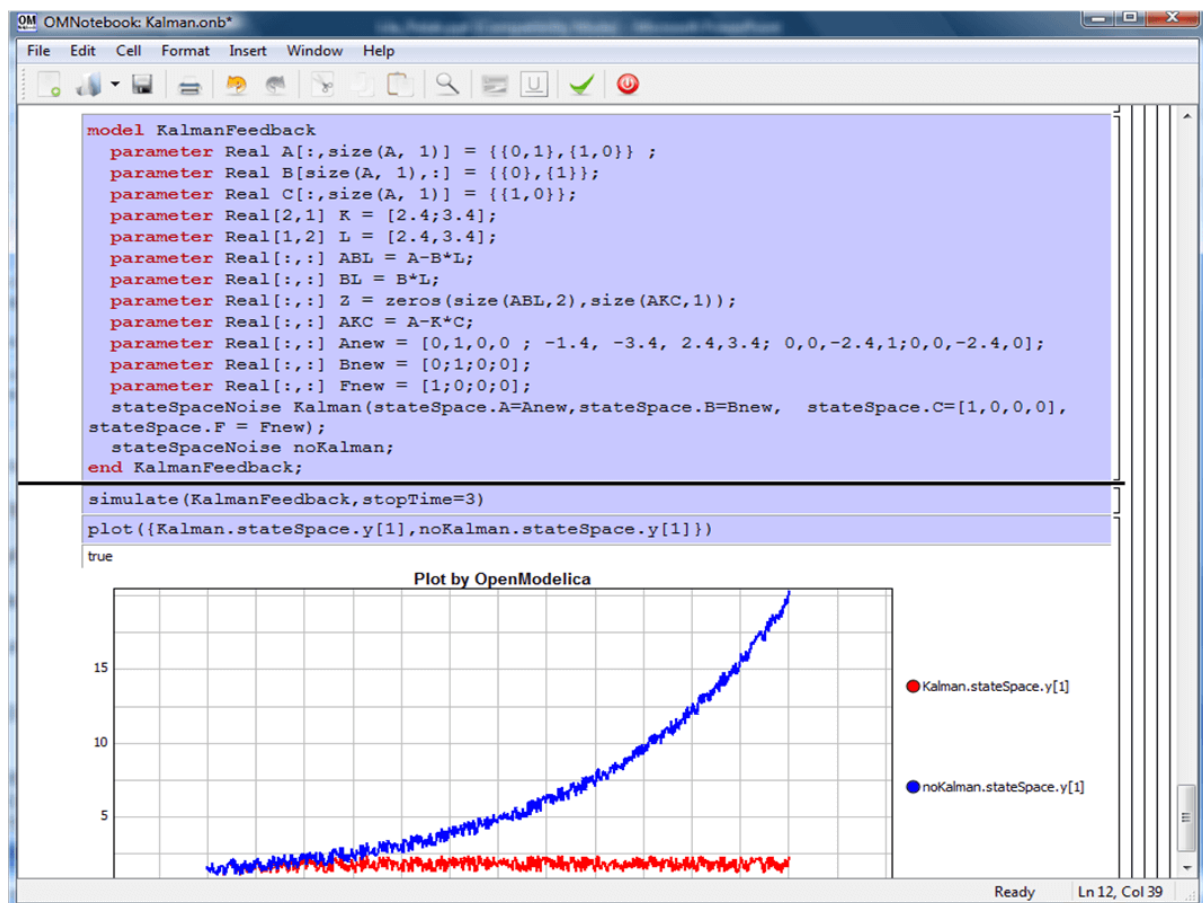 OMNotebook: Kalman.onb*
File Edit Cell Format Insert Window Help
model KalmanFeedback
parameter Real A[:,size(A, 1)] = {{0,1},{1,0}} ;
parameter Real B[size(A, 1),:] = {{0},{1}};
parameter Real C[:,size(A, 1)] = {{1,0}};
parameter Real[2,1] K = [2.4;3.4];
parameter Real[1,2] L = [2.4,3.4];
parameter Real[:,:] ABL = A-B*L;
parameter Real[:,:] BL = B*L;
parameter Real[:,:] Z = zeros(size(ABL,2),size(AKC,1));
parameter Real[:,:] AKC = A-K*C;
parameter Real[:,:] Anew = [0,1,0,0 ; -1.4, -3.4, 2.4,3.4; 0,0,-2.4,1;0,0,-2.4,0];
parameter Real[:,:] Bnew = [0;1;0;0];
parameter Real[:,:] Fnew = [1;0;0;0];
stateSpaceNoise Kalman(stateSpace.A=Anew,stateSpace.B=Bnew, stateSpace.C=[1,0,0,0],
stateSpace.F = Fnew);
stateSpaceNoise noKalman;
end KalmanFeedback;
simulate(KalmanFeedback,stopTime=3)
plot({Kalman.stateSpace.y[1],noKalman.stateSpace.y[1]})
true
Plot by OpenModelica
15
Kalman.stateSpace.y[1]
10
noKalman.stateSpace.y[1]
5
Ready Ln 12, Col 39